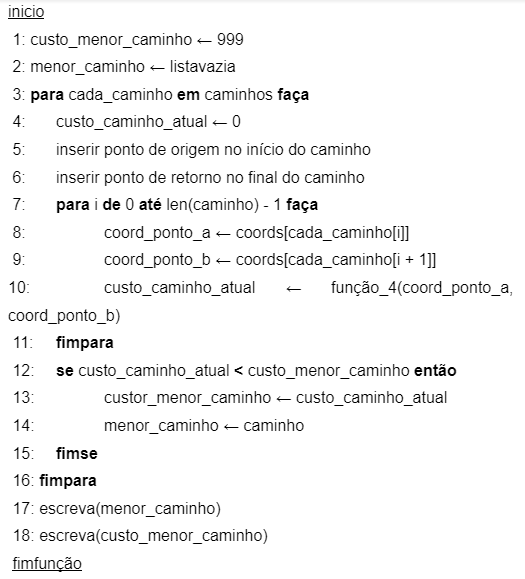 inicio
1: custo_menor_caminho ← 999
2: menor_caminho ← listavazia
3: para cada_caminho em caminhos faça
4: custo_caminho_atual ← 0
5: inserir ponto de origem no início do caminho
6: inserir ponto de retorno no final do caminho
7: para i de 0 até len(caminho) - 1 faça
8: coord_ponto_a ← coords[cada_caminho[i]]
9: coord_ponto_b ← coords[cada_caminho[i + 1]]
10: custo_caminho_atual ← função_4(coord_ponto_a,
coord_ponto_b)
11: fimpara
12: se custo_caminho_atual < custo_menor_caminho então
13: custor_menor_caminho ← custo_caminho_atual
14: menor_caminho ← caminho
15: fimse
16: fimpara
17: escreva(menor_caminho)
18: escreva(custo_menor_caminho)
fimfunção